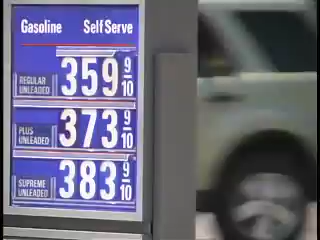 Gasoline Self Serve
REGULAR UNLEADED 359 9/10
PLUS UNLEADED 373 9/10
SUPREME UNLEADED 383 9/10